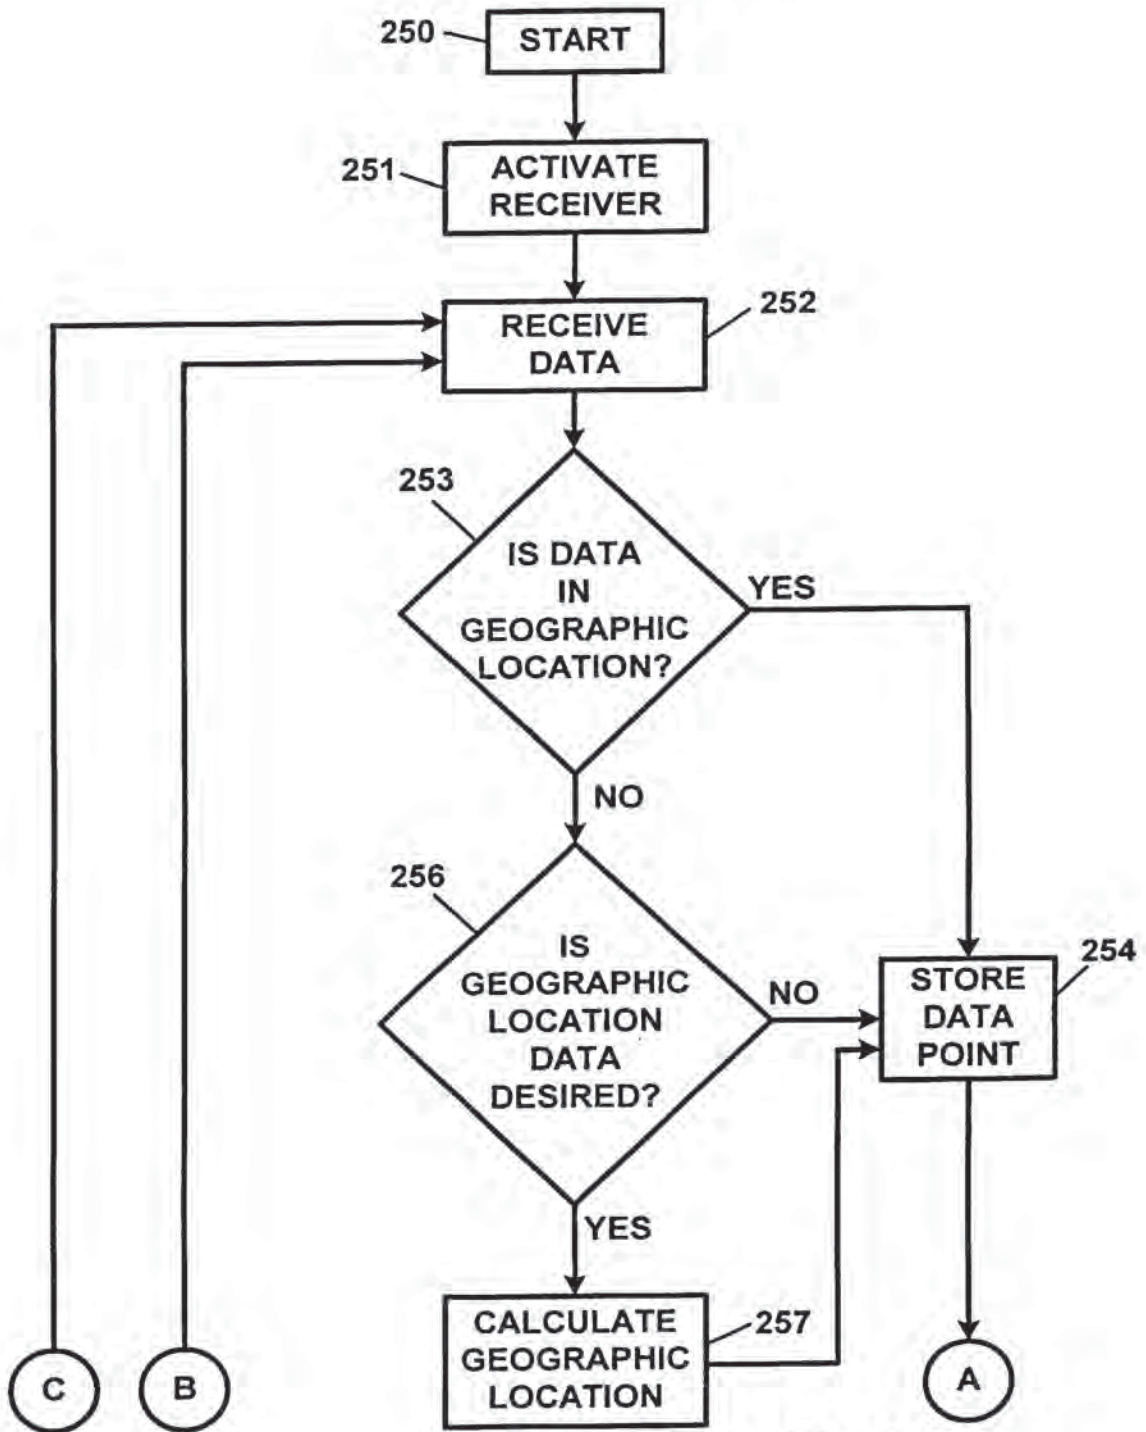 250
START
251
ACTIVATE
RECEIVER
252
RECEIVE
DATA
253
IS DATA
IN
GEOGRAPHIC
LOCATION?
YES
NO
256
IS
GEOGRAPHIC
LOCATION
DATA
DESIRED?
NO
254
STORE
DATA
POINT
YES
CALCULATE
GEOGRAPHIC
LOCATION
257
C
B
A